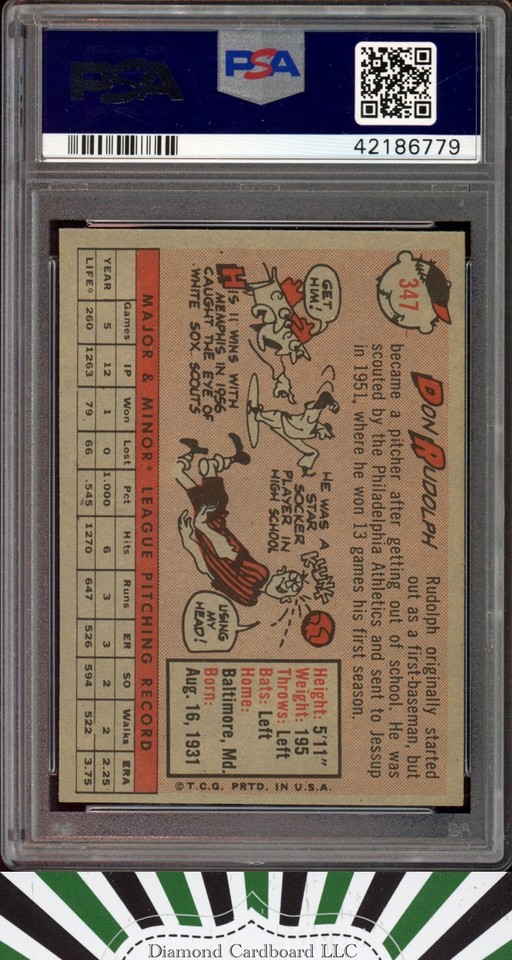 PSA
PSA
42186779
347
DON RUDOLPH
Rudolph originally started
out as a first-baseman, but
became a pitcher after getting out of school. He was
scouted by the Philadelphia Athletics and sent to Jessup
in 1951, where he won 13 games his first season.
GET HIM!
HIS 11 WINS WITH
MEMPHIS IN 1956
CAUGHT THE EYE OF
WHITE SOX SCOUTS.
HE WAS A
STAR
SOCKER
PLAYER IN
HIGH SCHOOL
KLUNK
USING
MY
HEAD!
Height: 5'11"
Weight: 195
Throws: Left
Bats: Left
Home:
Baltimore, Md.
Born:
Aug. 16, 1931
©T.C.G. PRTD. IN U.S.A.
MAJOR & MINOR° LEAGUE PITCHING RECORD
Games IP Won Lost Pct Hits Runs ER SO Walks ERA
YEAR 5 12 1 0 1.000 6 3 3 2 2 2.25
LIFE° 260 1263 79 66 .545 1270 647 526 594 522 3.75
Diamond Cardboard LLC